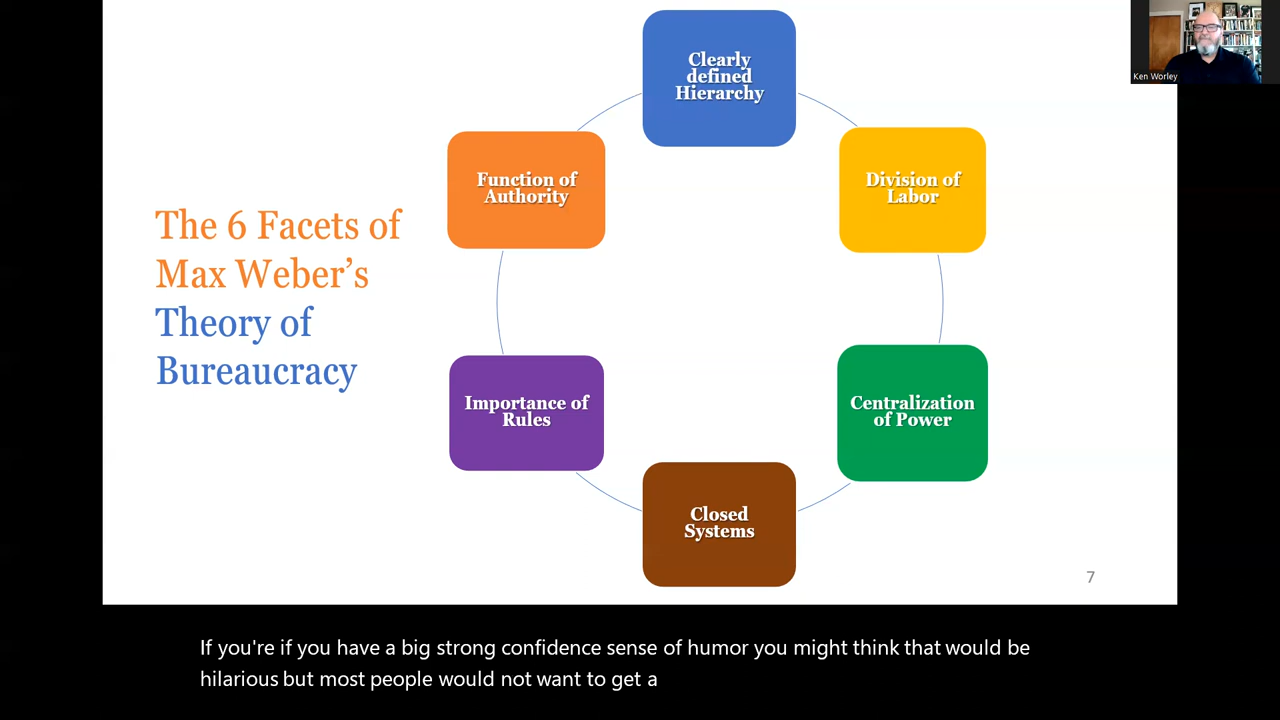 Clearly
defined
Hierarchy
Ken Worley
Function of
Authority
Division of
Labor
The 6 Facets of
Max Weber’s
Theory of
Bureaucracy
Importance of
Rules
Centralization
of Power
Closed
Systems
7
If you're if you have a big strong confidence sense of humor you might think that would be
hilarious but most people would not want to get a